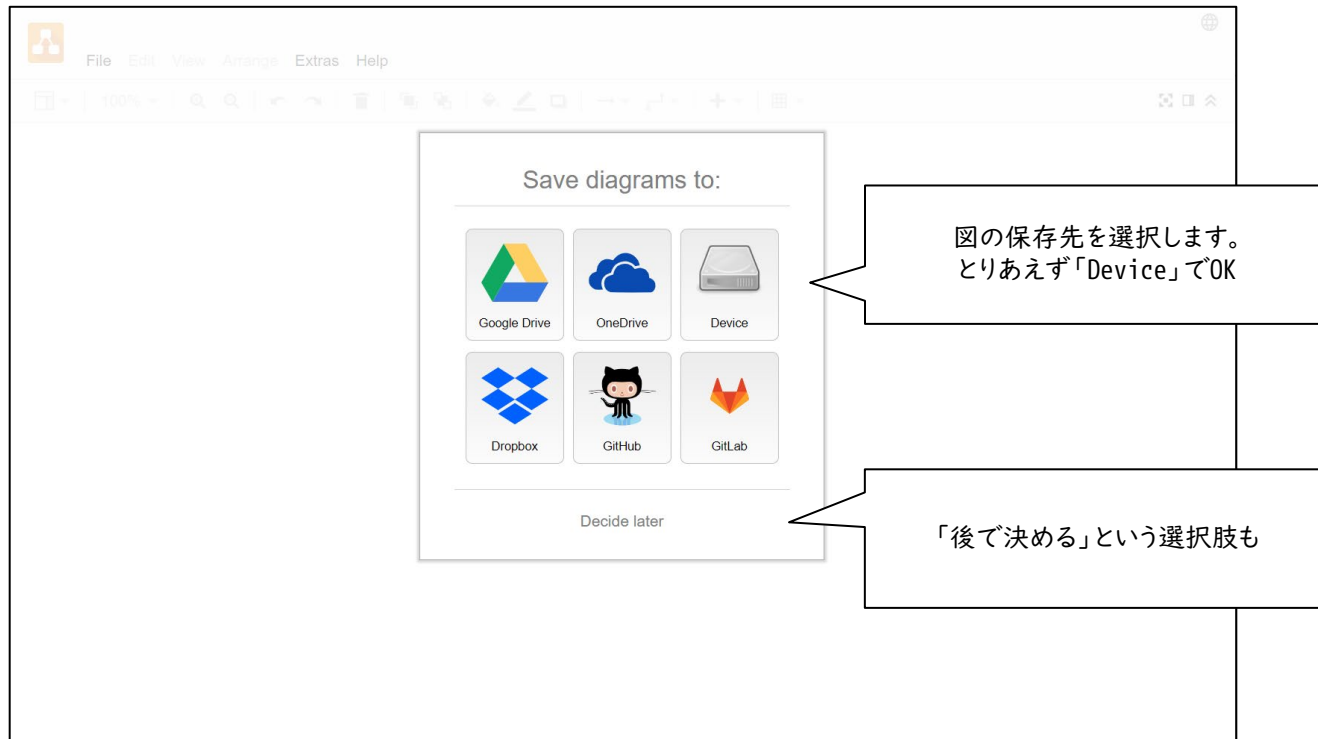 File Edit View Arrange Extras Help
100%
Save diagrams to:
Google Drive OneDrive Device
Dropbox GitHub GitLab
Decide later
図の保存先を選択します。
とりあえず「Device」でOK
「後で決める」という選択肢も